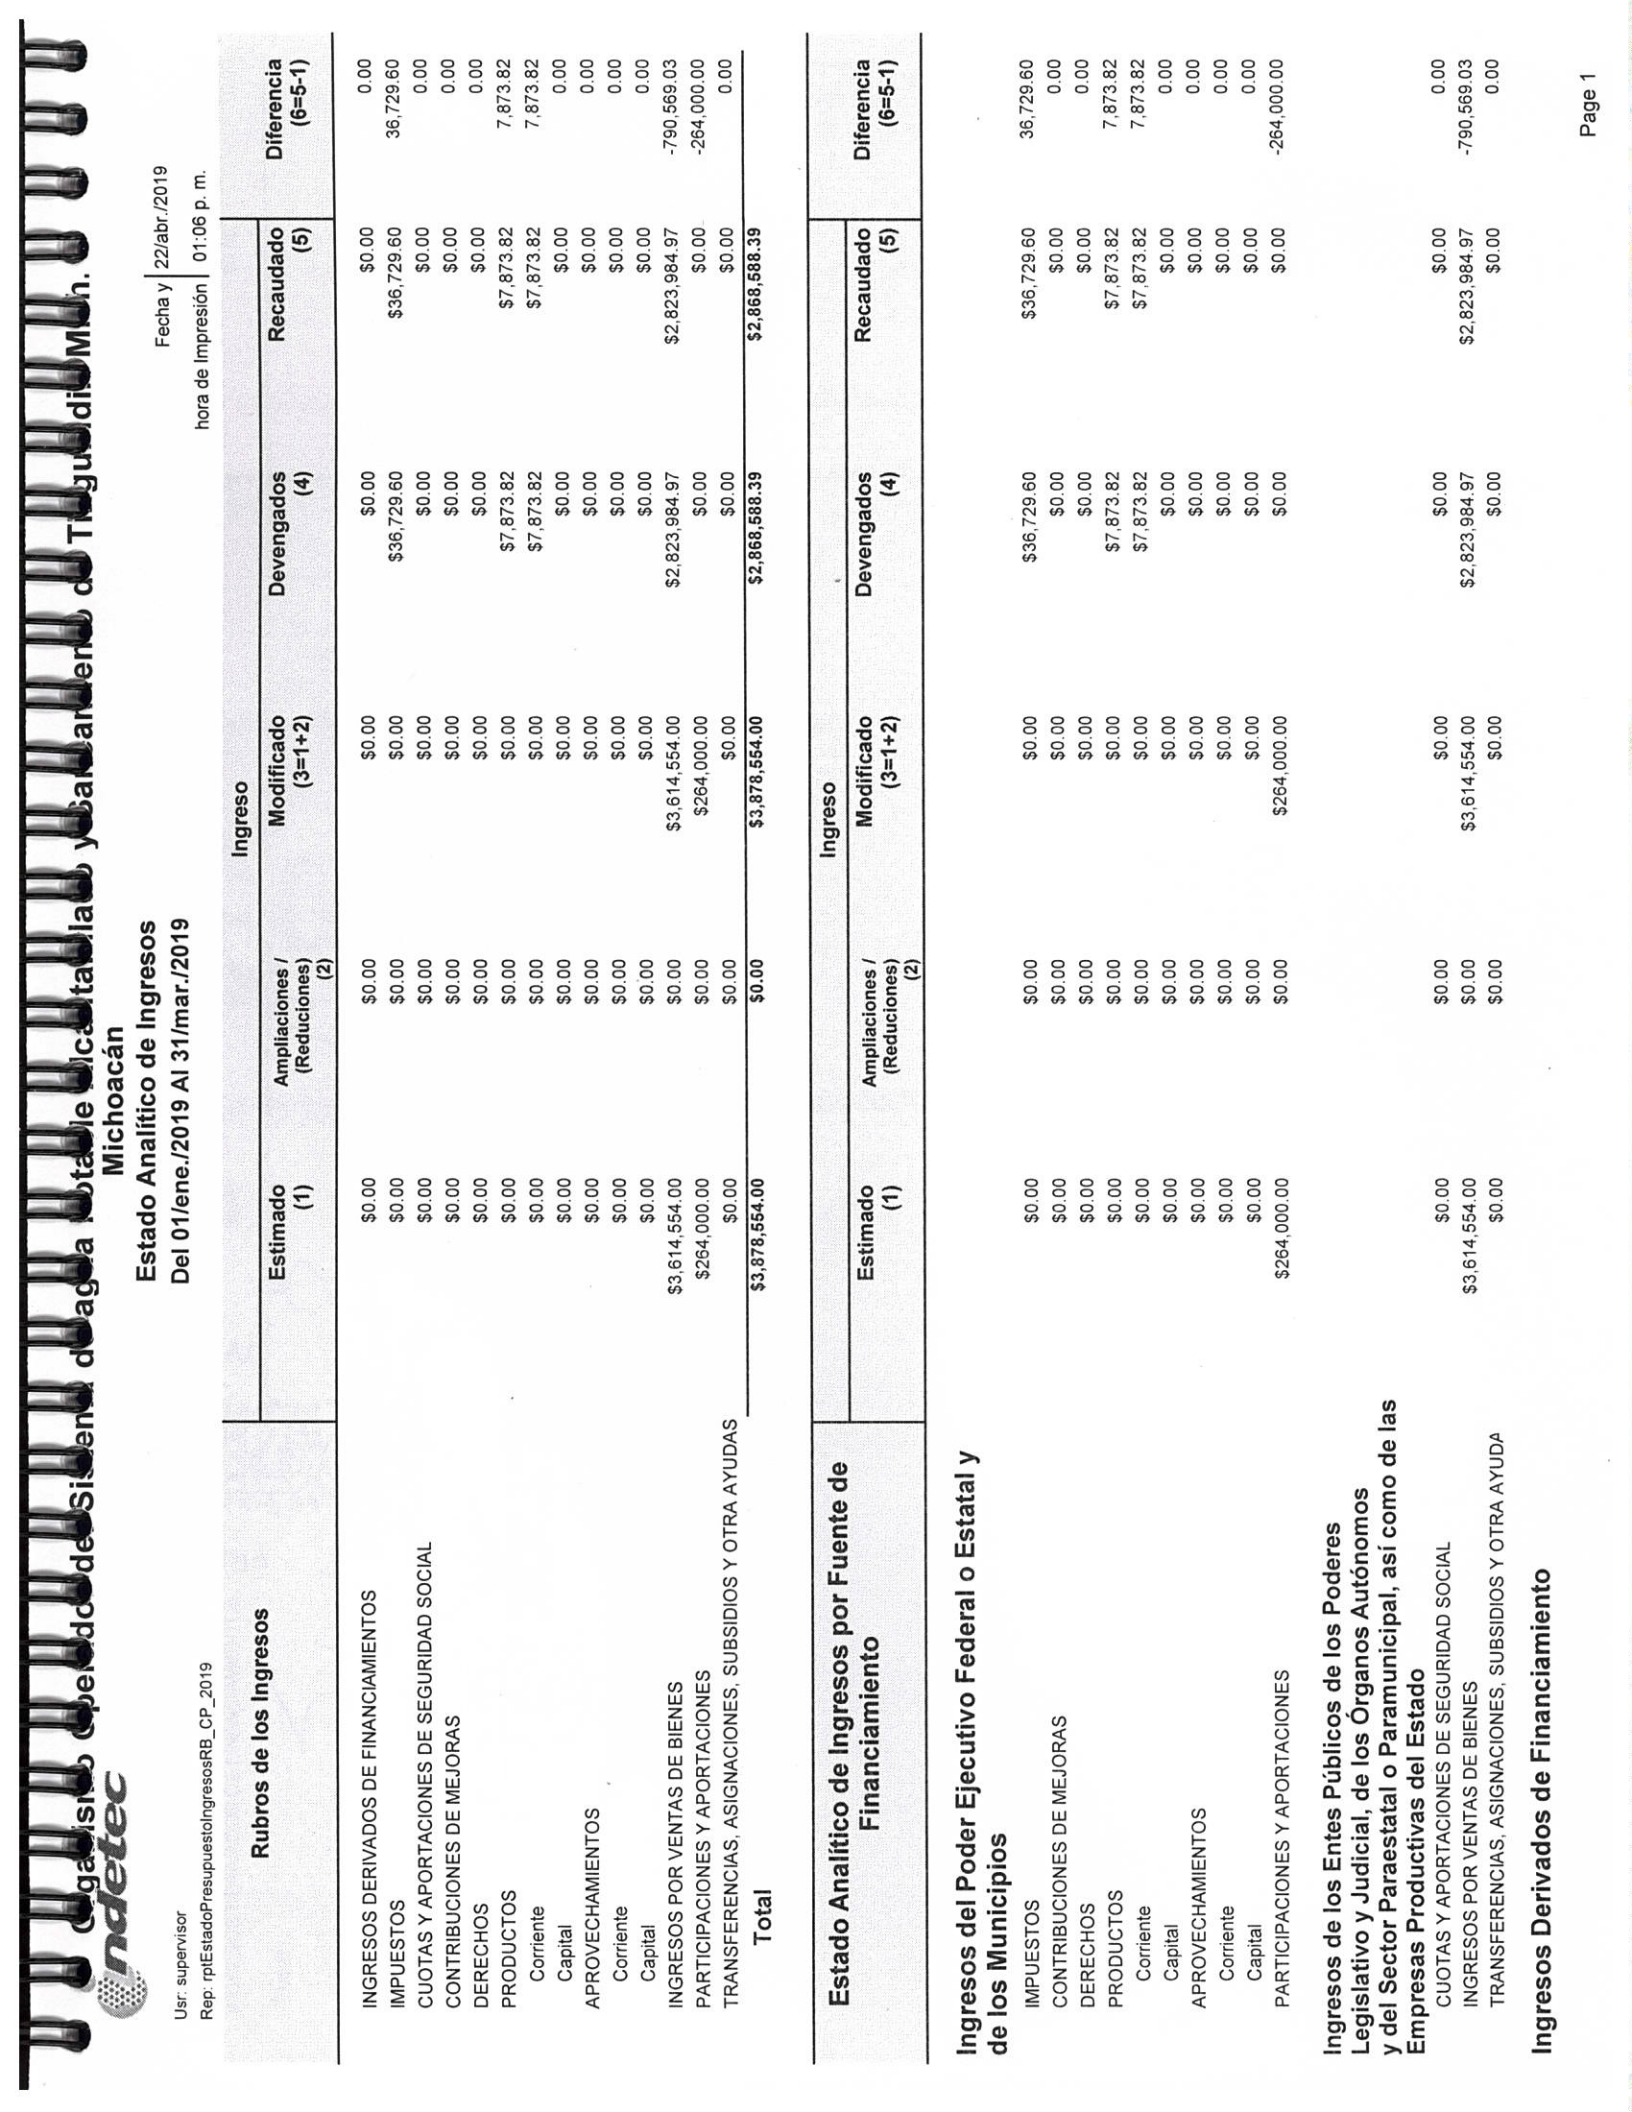 de Agua Potable Alcantarillado y Saneamiento de Mich.
Michoacán
Estado Analítico de Ingresos
Del 01/ene./2019 Al 31/mar./2019
indetec
Usr: supervisor
Rep: rptEstadoPresupuestoIngresosRB_CP_2019
Fecha y 22/abr./2019
hora de Impresión 01:06 p. m.
Rubros de los Ingresos Ingreso
Estimado (1) Ampliaciones / (Reduciones) (2) Modificado (3=1+2) Devengados (4) Recaudado (5) Diferencia (6=5-1)
INGRESOS DERIVADOS DE FINANCIAMIENTOS $0.00 $0.00 $0.00 $0.00 $0.00 0.00
IMPUESTOS $0.00 $0.00 $0.00 $36,729.60 $36,729.60 36,729.60
CUOTAS Y APORTACIONES DE SEGURIDAD SOCIAL $0.00 $0.00 $0.00 $0.00 $0.00 0.00
CONTRIBUCIONES DE MEJORAS $0.00 $0.00 $0.00 $0.00 $0.00 0.00
DERECHOS $0.00 $0.00 $0.00 $0.00 $0.00 0.00
PRODUCTOS $0.00 $0.00 $0.00 $7,873.82 $7,873.82 7,873.82
Corriente $0.00 $0.00 $0.00 $7,873.82 $7,873.82 7,873.82
Capital $0.00 $0.00 $0.00 $0.00 $0.00 0.00
APROVECHAMIENTOS $0.00 $0.00 $0.00 $0.00 $0.00 0.00
Corriente $0.00 $0.00 $0.00 $0.00 $0.00 0.00
Capital $0.00 $0.00 $0.00 $0.00 $0.00 0.00
INGRESOS POR VENTAS DE BIENES $3,614,554.00 $0.00 $3,614,554.00 $2,823,984.97 $2,823,984.97 -790,569.03
PARTICIPACIONES Y APORTACIONES $264,000.00 $0.00 $264,000.00 $0.00 $0.00 -264,000.00
TRANSFERENCIAS, ASIGNACIONES, SUBSIDIOS Y OTRA AYUDAS $0.00 $0.00 $0.00 $0.00 $0.00 0.00
Total $3,878,554.00 $0.00 $3,878,554.00 $2,868,588.39 $2,868,588.39
Estado Analítico de Ingresos por Fuente de Financiamiento Ingreso
Estimado (1) Ampliaciones / (Reduciones) (2) Modificado (3=1+2) Devengados (4) Recaudado (5) Diferencia (6=5-1)
Ingresos del Poder Ejecutivo Federal o Estatal y
de los Municipios
IMPUESTOS $0.00 $0.00 $0.00 $36,729.60 $36,729.60 36,729.60
CONTRIBUCIONES DE MEJORAS $0.00 $0.00 $0.00 $0.00 $0.00 0.00
DERECHOS $0.00 $0.00 $0.00 $0.00 $0.00 0.00
PRODUCTOS $0.00 $0.00 $0.00 $7,873.82 $7,873.82 7,873.82
Corriente $0.00 $0.00 $0.00 $7,873.82 $7,873.82 7,873.82
Capital $0.00 $0.00 $0.00 $0.00 $0.00 0.00
APROVECHAMIENTOS $0.00 $0.00 $0.00 $0.00 $0.00 0.00
Corriente $0.00 $0.00 $0.00 $0.00 $0.00 0.00
Capital $0.00 $0.00 $0.00 $0.00 $0.00 0.00
PARTICIPACIONES Y APORTACIONES $264,000.00 $0.00 $264,000.00 $0.00 $0.00 -264,000.00
Ingresos de los Entes Públicos de los Poderes
Legislativo y Judicial, de los Órganos Autónomos
y del Sector Paraestatal o Paramunicipal, así como de las
Empresas Productivas del Estado
CUOTAS Y APORTACIONES DE SEGURIDAD SOCIAL $0.00 $0.00 $0.00 $0.00 $0.00 0.00
INGRESOS POR VENTAS DE BIENES $3,614,554.00 $0.00 $3,614,554.00 $2,823,984.97 $2,823,984.97 -790,569.03
TRANSFERENCIAS, ASIGNACIONES, SUBSIDIOS Y OTRA AYUDA $0.00 $0.00 $0.00 $0.00 $0.00 0.00
Ingresos Derivados de Financiamiento
Page 1